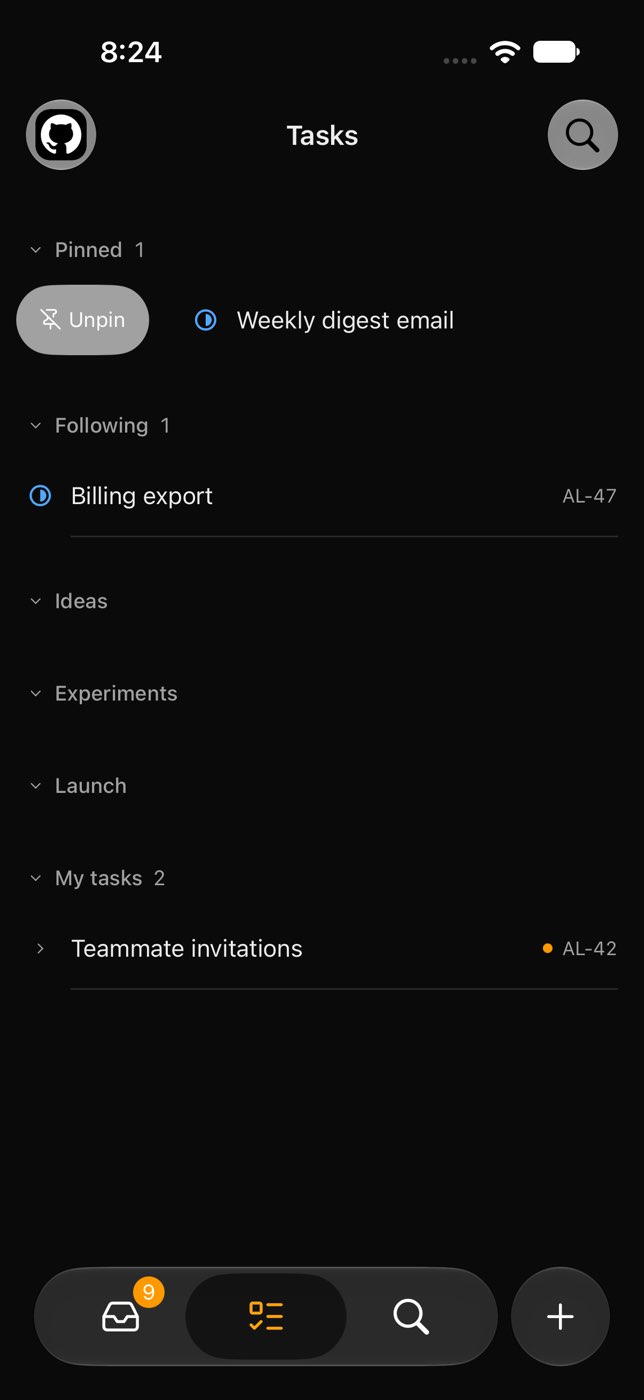 8:24
Tasks
Pinned 1
Unpin
Weekly digest email
Following 1
Billing export AL-47
Ideas
Experiments
Launch
My tasks 2
Teammate invitations AL-42
9